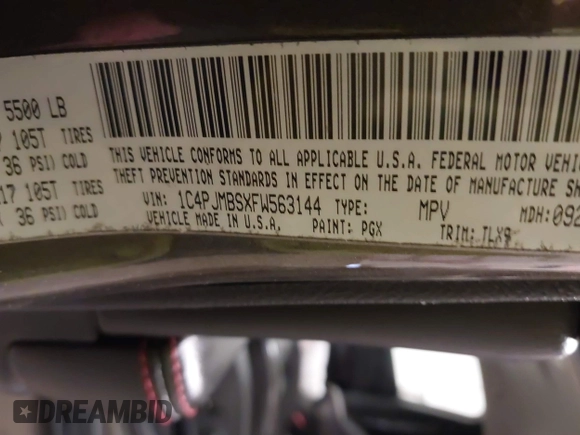 5500 LB
105T TIRES
36 PSI) COLD
17 105T TIRES
36 PSI) COLD
THIS VEHICLE CONFORMS TO ALL APPLICABLE U.S.A. FEDERAL MOTOR VEHIC
THEFT PREVENTION STANDARDS IN EFFECT ON THE DATE OF MANUFACTURE SH
VIN: 1C4PJMBSXFW563144 TYPE: MPV MDH: 092
VEHICLE MADE IN U.S.A. PAINT: PGX TRIM: TLX9
DREAMBID